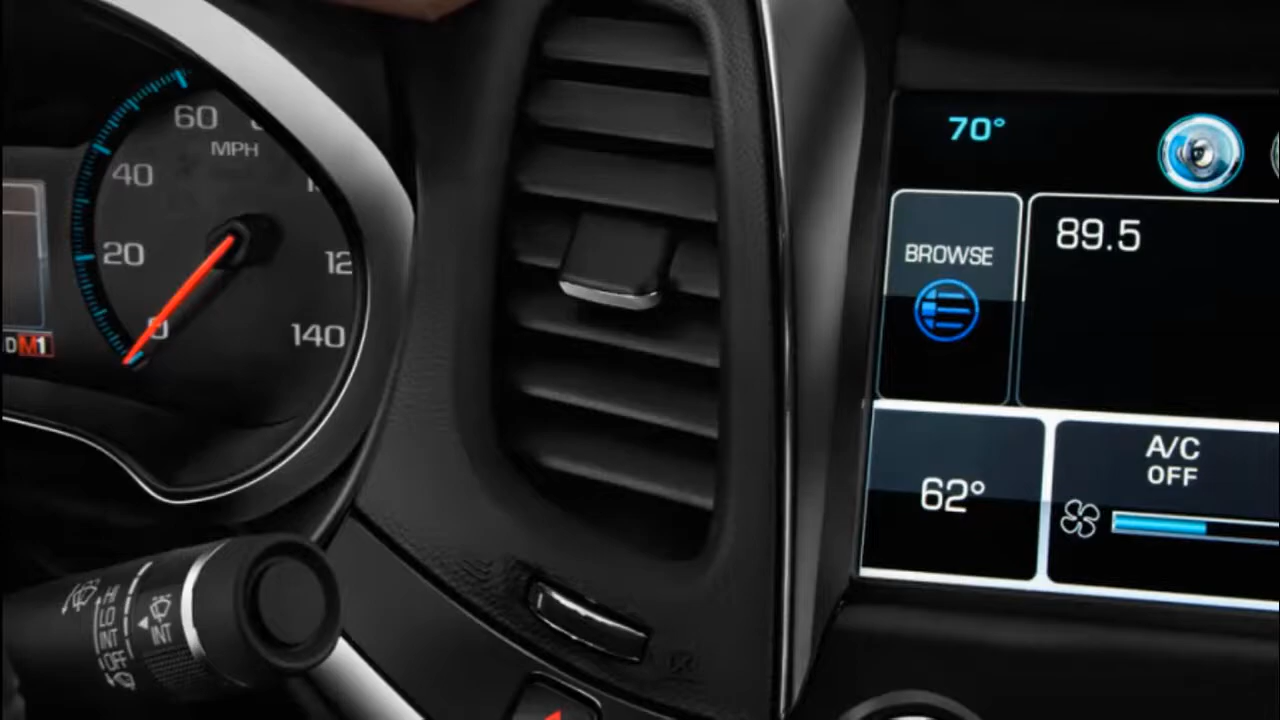 60
MPH
40
20
12
0
140
M1
70°
BROWSE
89.5
62°
A/C
OFF
HI
LO
INT
OFF
INT